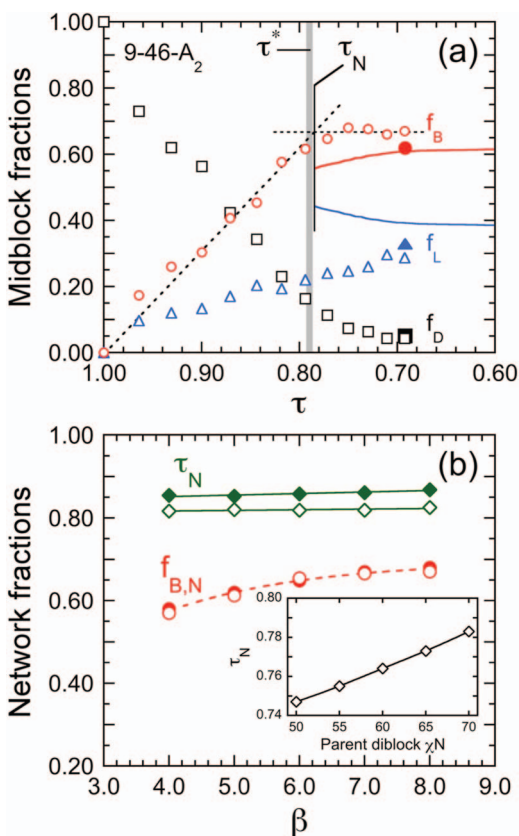 1.00
9-46-A2
τ*
τN
(a)
0.80
fB
0.60
0.40
fL
0.20
fD
0.00
1.00
0.90
0.80
0.70
0.60
τ
Midblock fractions
1.00
τN
(b)
0.80
fB,N
0.60
0.40
0.20
3.0
4.0
5.0
6.0
7.0
8.0
9.0
β
Network fractions
0.80
0.78
0.76
0.74
τN
50
55
60
65
70
Parent diblock χN